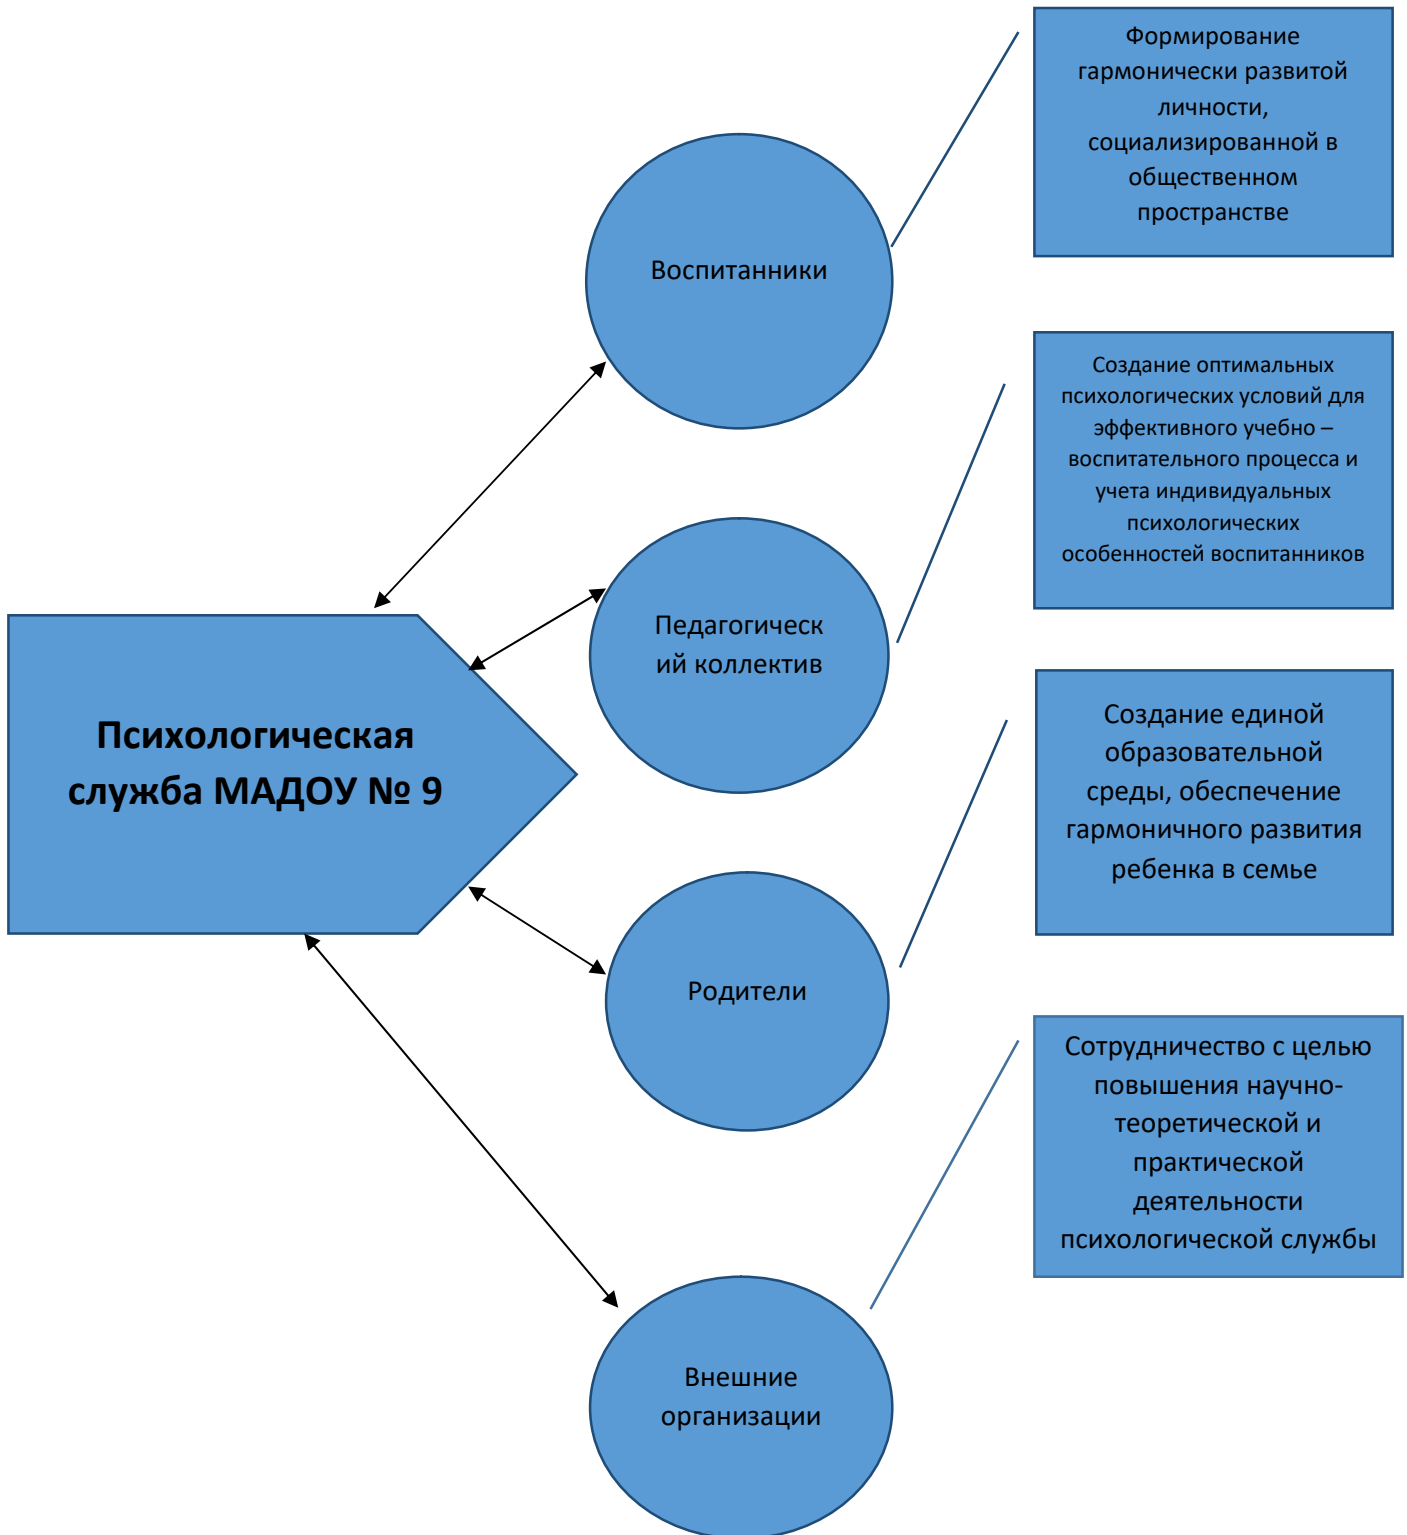 Формирование
гармонически развитой
личности,
социализированной в
общественном
пространстве
Воспитанники
Создание оптимальных
психологических условий для
эффективного учебно –
воспитательного процесса и
учета индивидуальных
психологических
особенностей воспитанников
Педагогическ
ий коллектив
Психологическая
служба МАДОУ № 9
Создание единой
образовательной
среды, обеспечение
гармоничного развития
ребенка в семье
Родители
Сотрудничество с целью
повышения научно-
теоретической и
практической
деятельности
психологической службы
Внешние
организации